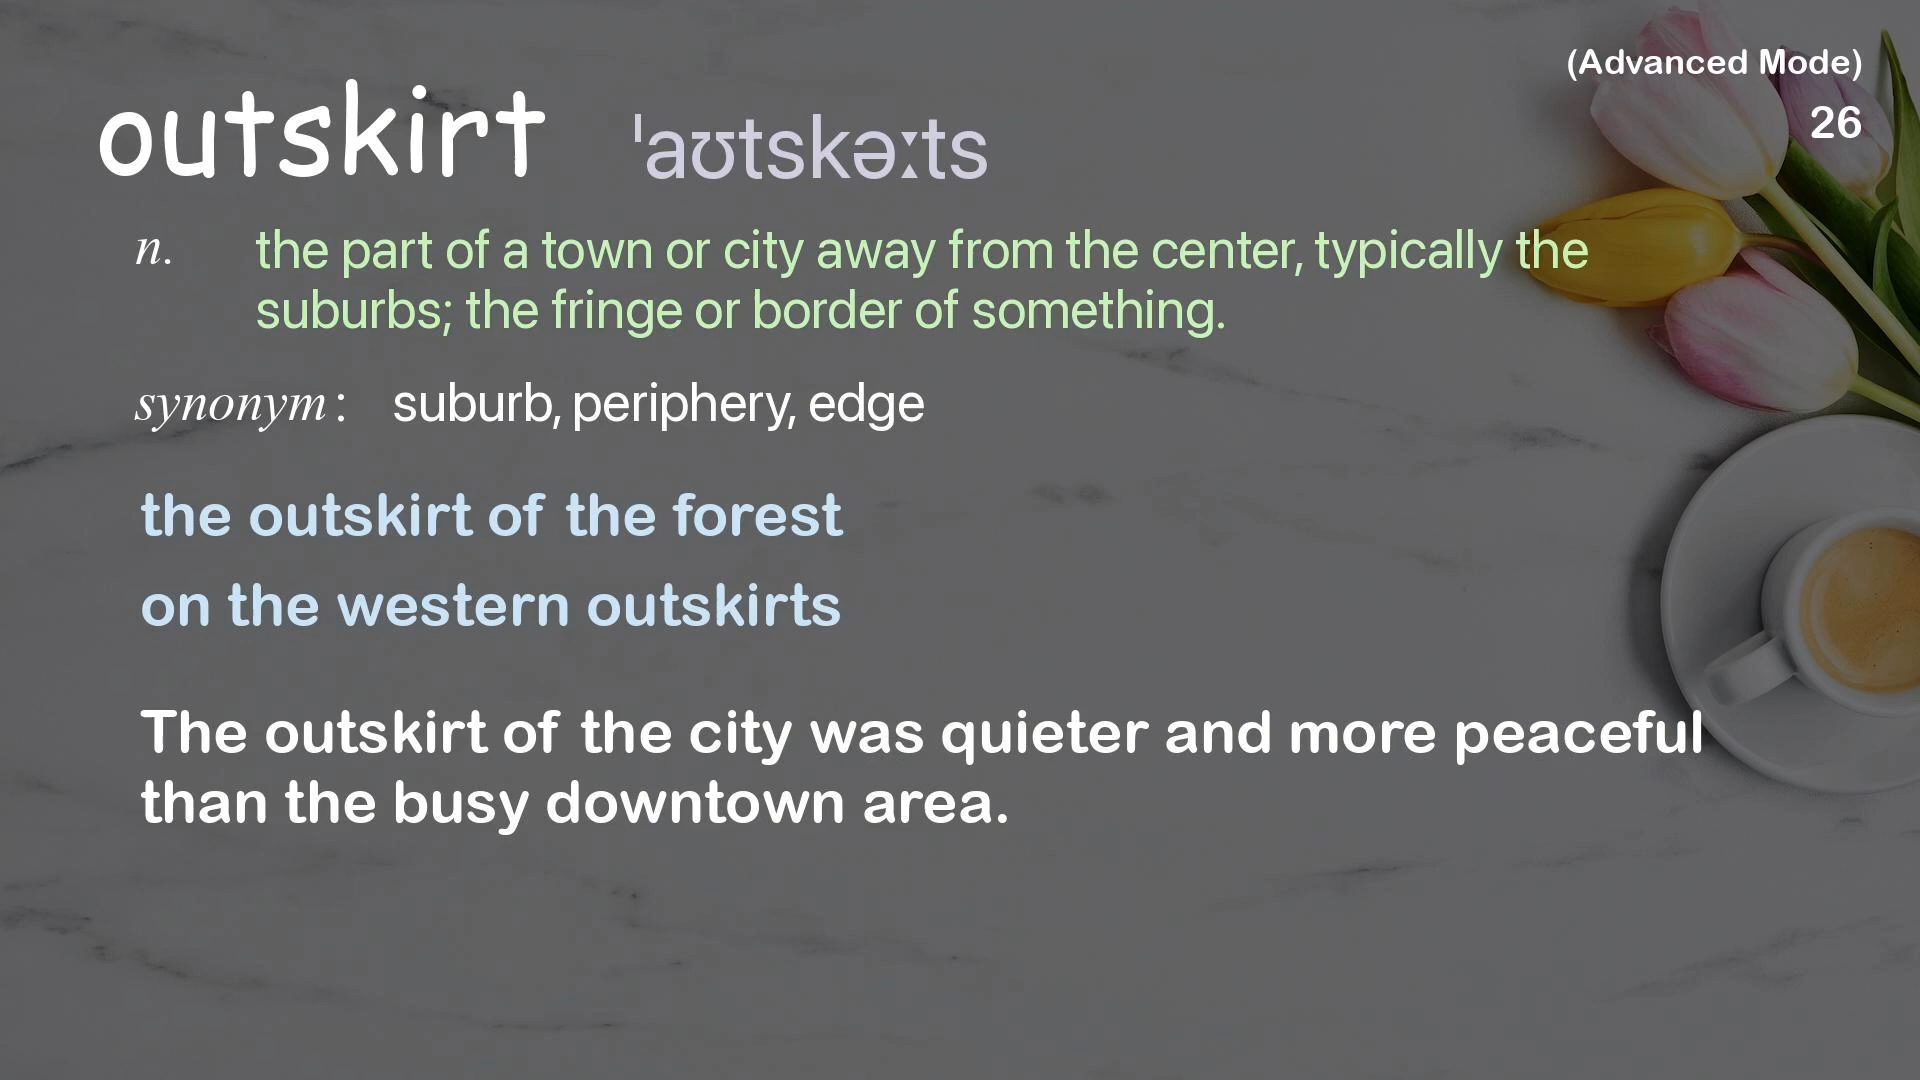 (Advanced Mode)
26
outskirt ˈaʊtskəːts
n. the part of a town or city away from the center, typically the
suburbs; the fringe or border of something.
synonym: suburb, periphery, edge
the outskirt of the forest
on the western outskirts
The outskirt of the city was quieter and more peaceful
than the busy downtown area.